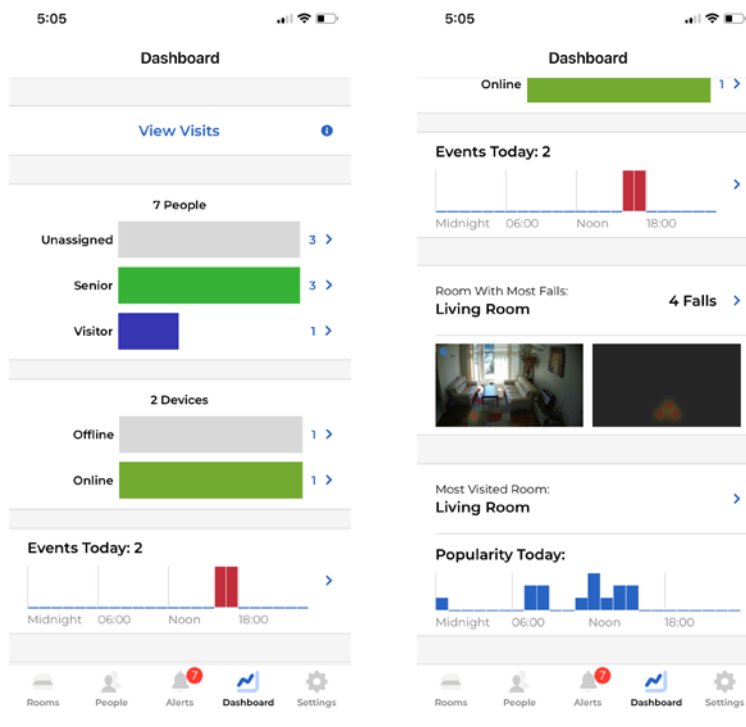 5:05
Dashboard
View Visits
7 People
Unassigned 3
Senior 3
Visitor 1
2 Devices
Offline 1
Online 1
Events Today: 2
Midnight 06:00 Noon 18:00
7
Rooms People Alerts Dashboard Settings
5:05
Dashboard
Online 1
Events Today: 2
Midnight 06:00 Noon 18:00
Room With Most Falls:
Living Room 4 Falls
Most Visited Room:
Living Room
Popularity Today:
Midnight 06:00 Noon 18:00
7
Rooms People Alerts Dashboard Settings